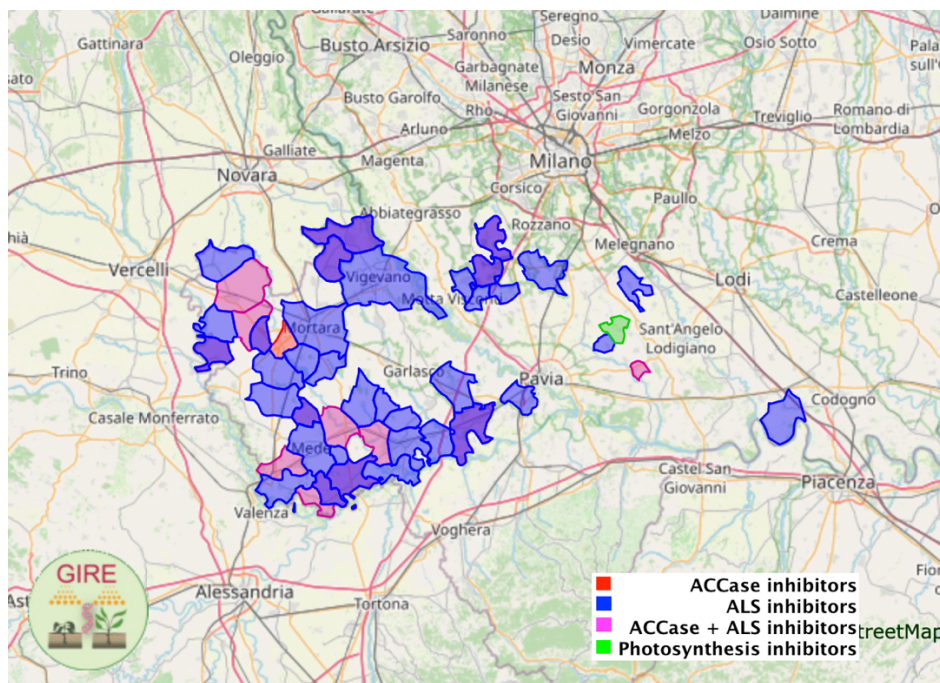 Gattinara
Oleggio
Busto Arsizio
Saronno
Seregno
Desio
Vimercate
Dalmine
Osio Sotto
Garbagnate
Milanese
Monza
Busto Garolfo
Rho
Sesto San
Giovanni
Gorgonzola
Treviglio
Romano di
Lombardia
Arluno
Melzo
Galliate
Magenta
Milano
Novara
Corsico
Paullo
Abbiategrasso
Rozzano
Melegnano
Crema
Vercelli
Vigevano
Lodi
Motta Visconti
Castelleone
Mortara
Sant'Angelo
Lodigiano
Trino
Garlasco
Pavia
Codogno
Casale Monferrato
Mede
Castel San
Giovanni
Piacenza
Valenza
Voghera
GIRE
Alessandria
Tortona
ACCase inhibitors
ALS inhibitors
ACCase + ALS inhibitors
Photosynthesis inhibitors
treetMap